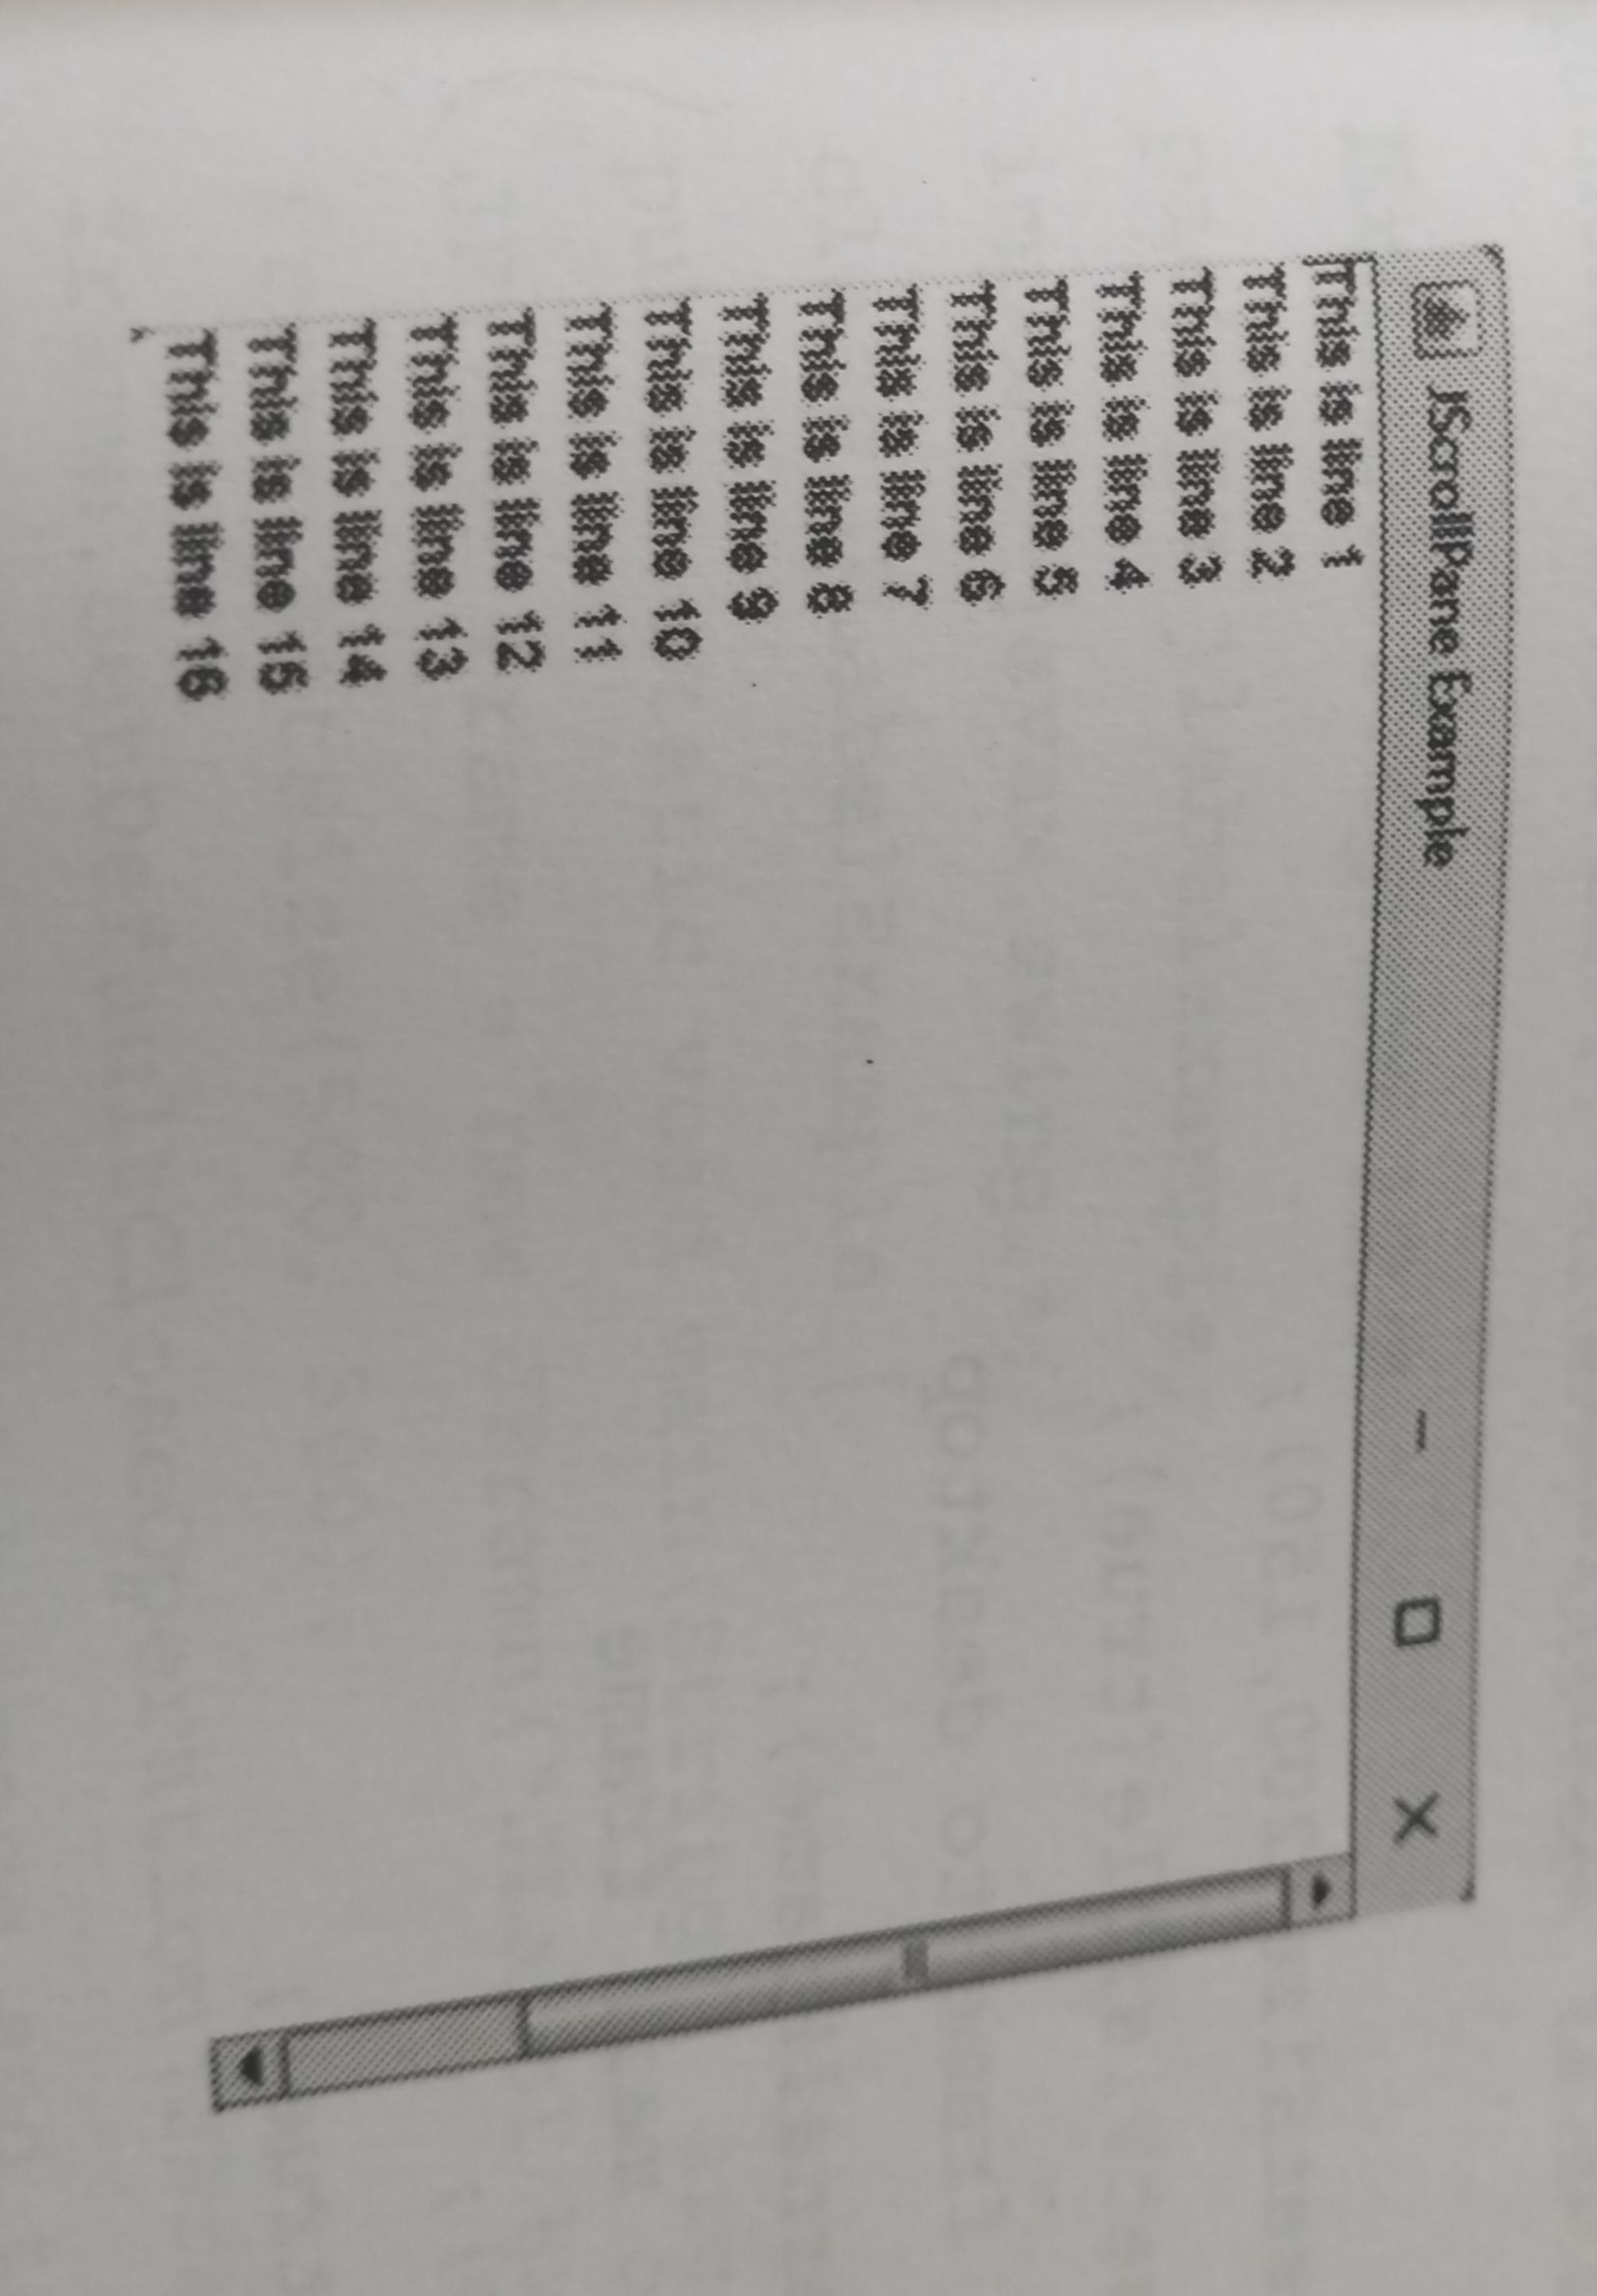 JScrollPane Example
This is line 1
This is line 2
This is line 3
This is line 4
This is line 5
This is line 6
This is line 7
This is line 8
This is line 9
This is line 10
This is line 11
This is line 12
This is line 13
This is line 14
This is line 15
This is line 16